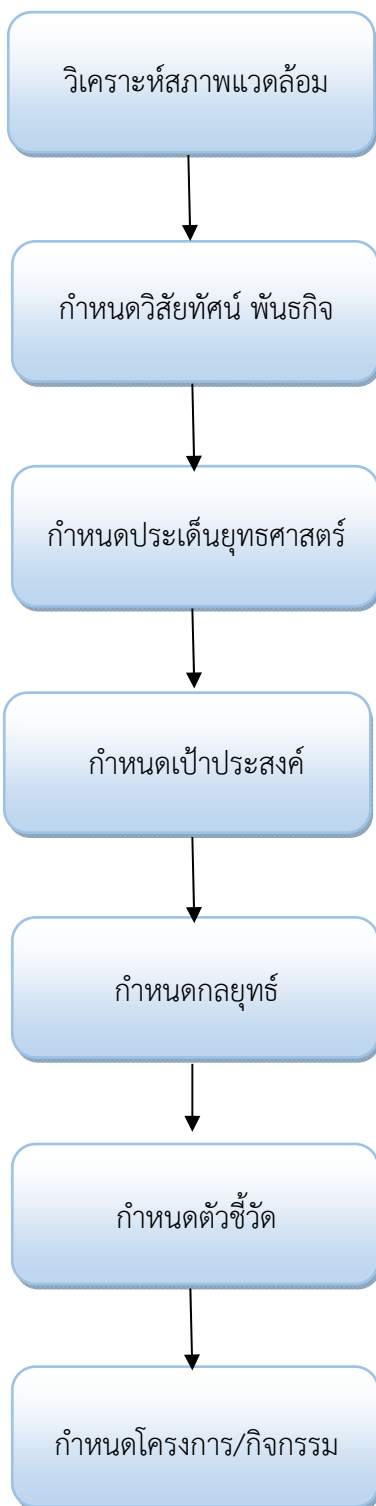 วิเคราะห์สภาพแวดล้อม
กำหนดวิสัยทัศน์ พันธกิจ
กำหนดประเด็นยุทธศาสตร์
กำหนดเป้าประสงค์
กำหนดกลยุทธ์
กำหนดตัวชี้วัด
กำหนดโครงการ/กิจกรรม